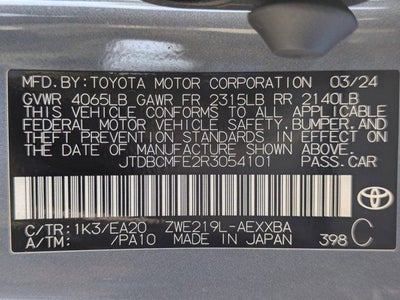 MFD. BY: TOYOTA MOTOR CORPORATION 03/24
GVWR 4065LB GAWR FR 2315LB RR 2140LB
THIS VEHICLE CONFORMS TO ALL APPLICABLE
FEDERAL MOTOR VEHICLE SAFETY, BUMPER, AND
THEFT PREVENTION STANDARDS IN EFFECT ON
THE DATE OF MANUFACTURE SHOWN ABOVE.
JTDBCMFE2R3054101 PASS.CAR
C/TR: 1K3/EA20 ZWE219L-AEXXBA
A/TM: /PA10 MADE IN JAPAN 398 C
TOYOTA